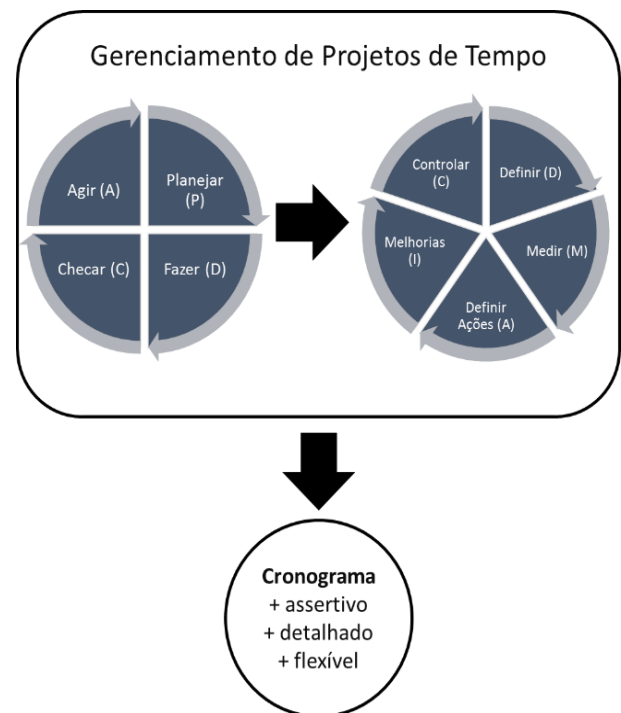 Gerenciamento de Projetos de Tempo
Agir (A)
Planejar
(P)
Checar (C)
Fazer (D)
Controlar
(C)
Definir (D)
Melhorias
(I)
Medir (M)
Definir
Ações (A)
Cronograma
+ assertivo
+ detalhado
+ flexível